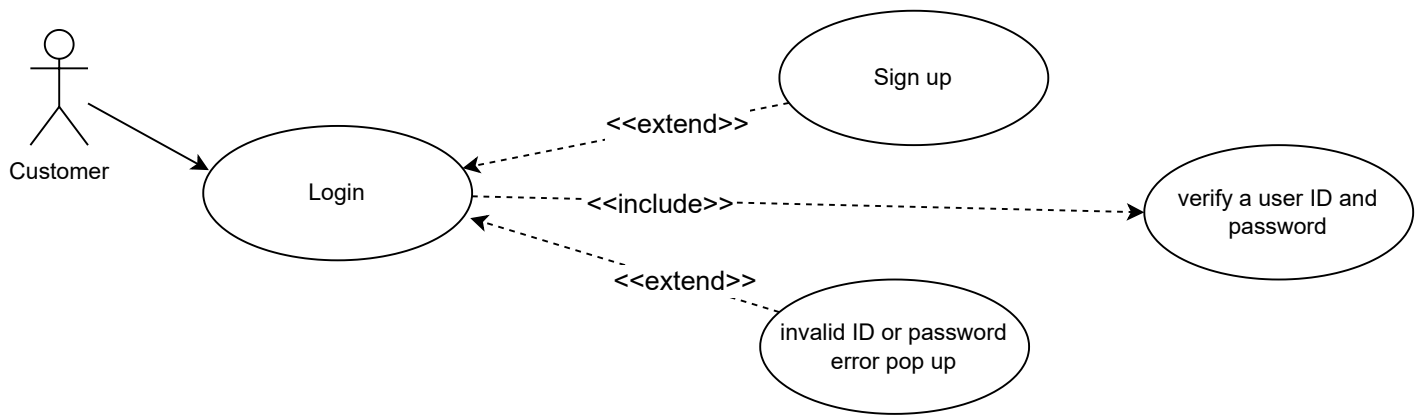 Customer
Login
Sign up
<<extend>>
<<include>>
verify a user ID and
password
<<extend>>
invalid ID or password
error pop up